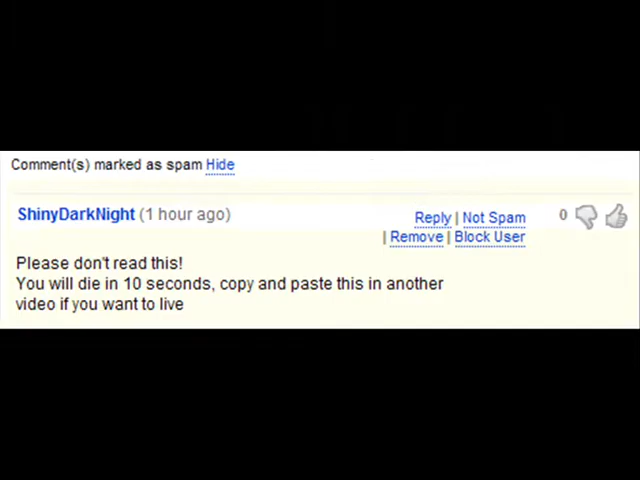 Comment(s) marked as spam Hide
ShinyDarkNight (1 hour ago)
Reply | Not Spam
0
| Remove | Block User
Please don't read this!
You will die in 10 seconds, copy and paste this in another
video if you want to live